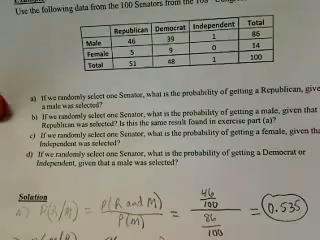 Example
Use the following data from the 100 Senators from the 108th Congress
Republican Democrat Independent Total
Male 46 39 1 86
Female 5 9 0 14
Total 51 48 1 100
a) If we randomly select one Senator, what is the probability of getting a Republican, given
a male was selected?
b) If we randomly select one Senator, what is the probability of getting a male, given that
Republican was selected? Is this the same result found in exercise part (a)?
c) If we randomly select one Senator, what is the probability of getting a female, given tha
Independent was selected?
d) If we randomly select one Senator, what is the probability of getting a Democrat or
Independent, given that a male was selected?
Solution
a) P(R/M) = P(R and M) / P(M) = 46/100 / 86/100 = 0.535